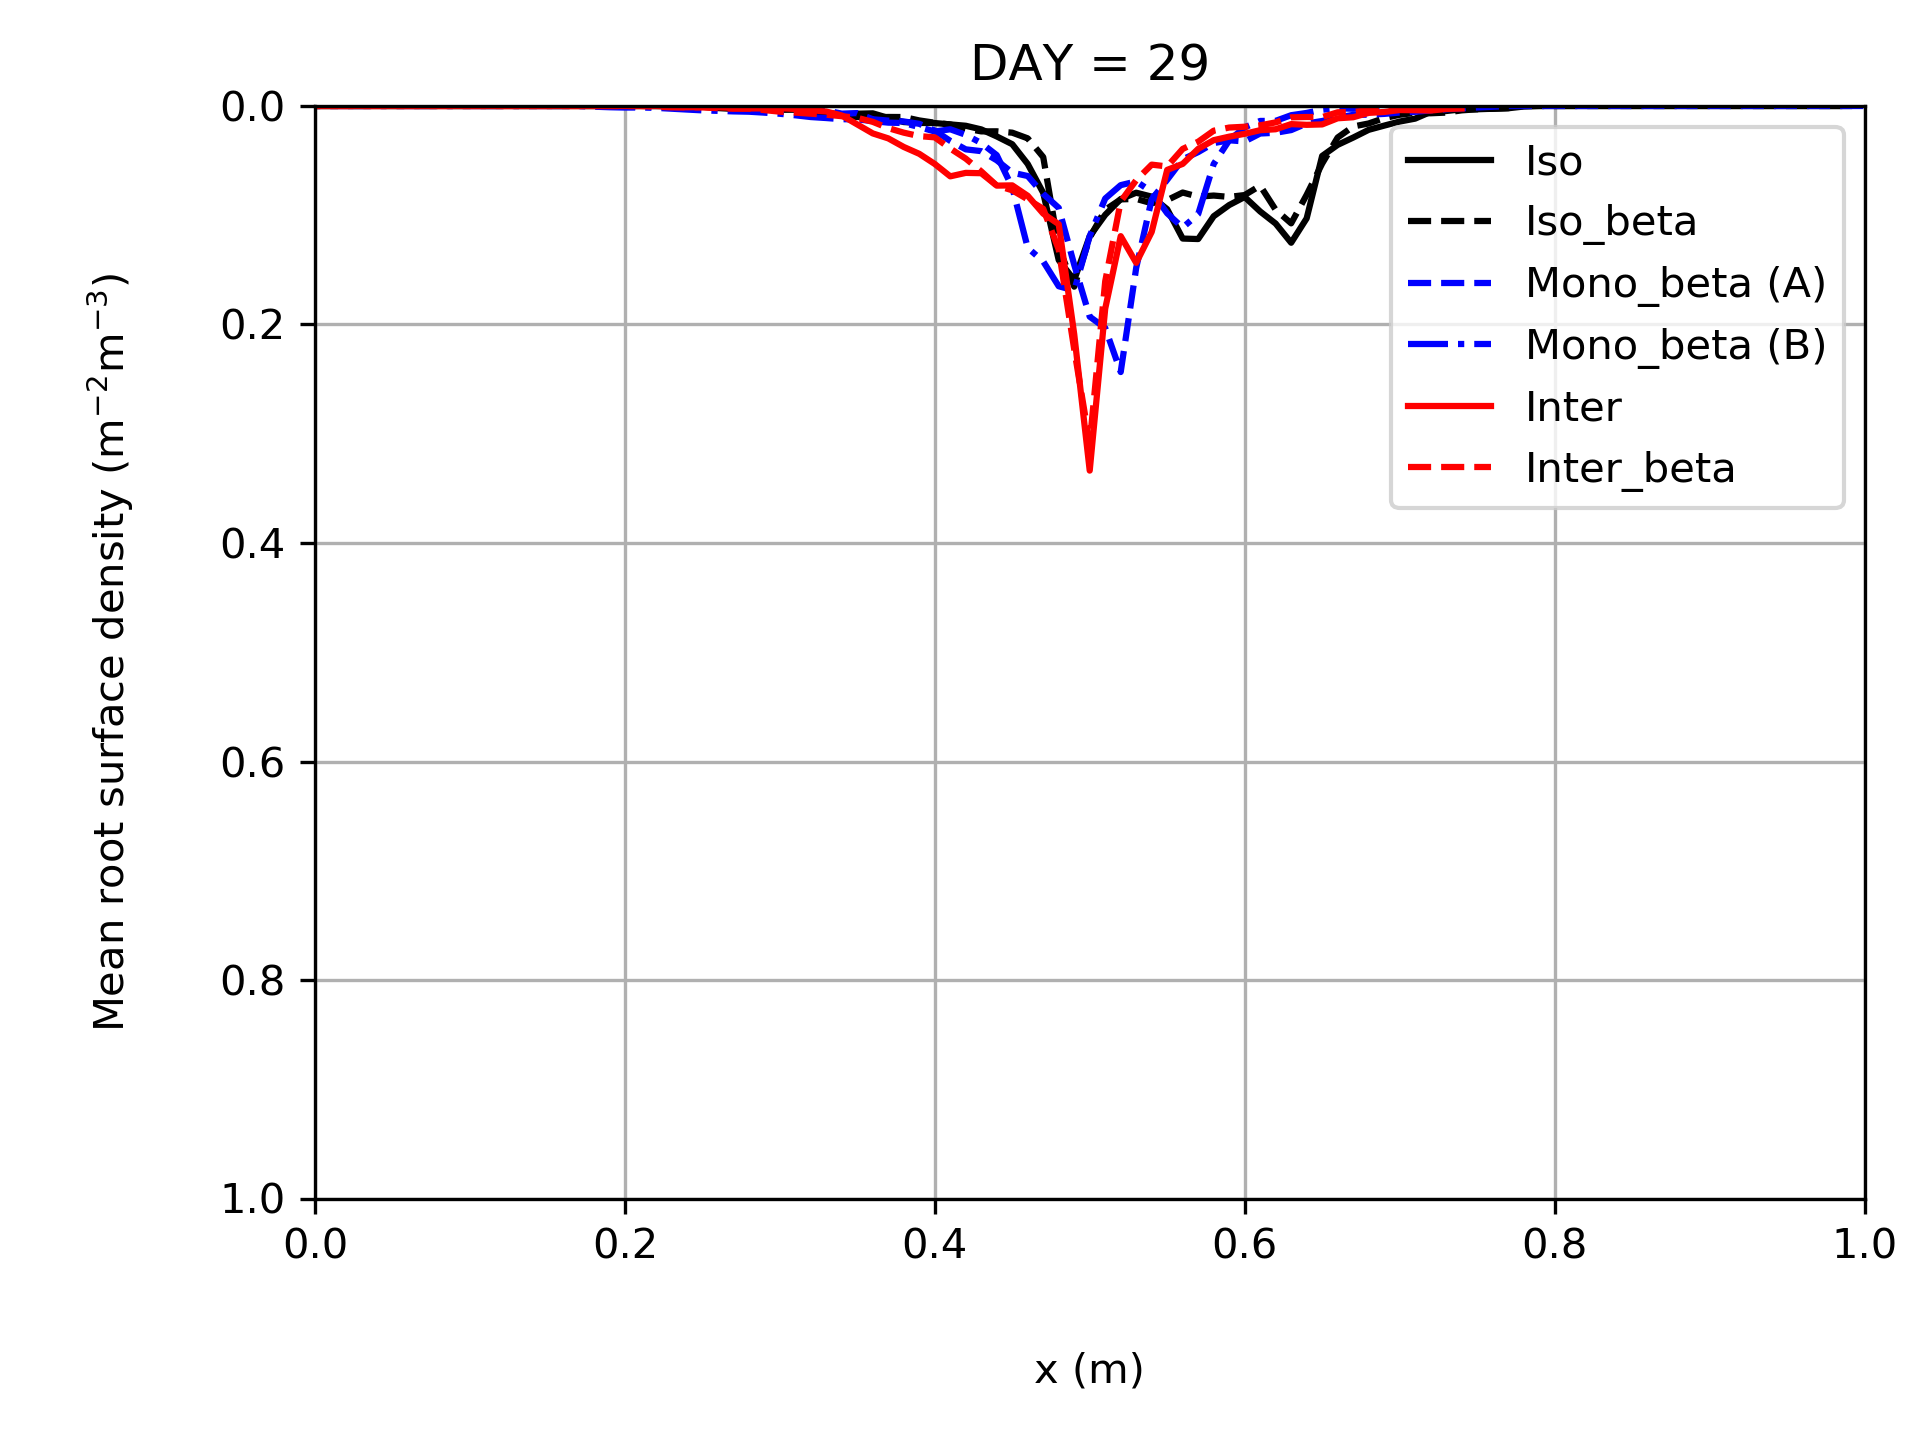 DAY = 29
0.0
0.2
0.4
0.6
0.8
1.0
Mean root surface density (m⁻²m⁻³)
Iso
Iso_beta
Mono_beta (A)
Mono_beta (B)
Inter
Inter_beta
0.0 0.2 0.4 0.6 0.8 1.0
x (m)